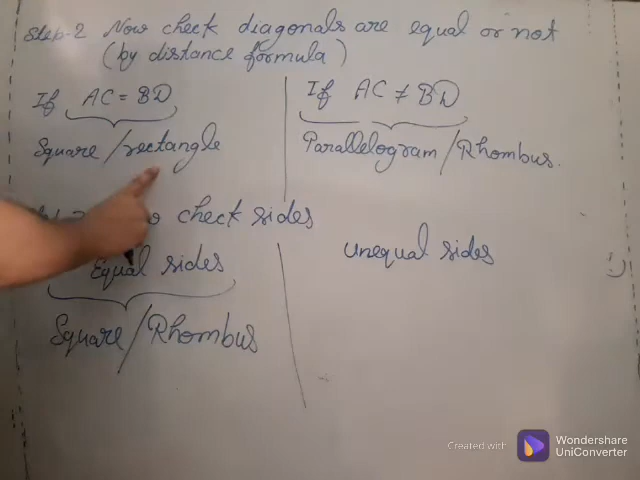 Step-2 Now check diagonals are equal or not
(by distance formula)
If AC = BD
Square/rectangle
If AC ≠ BD
Parallelogram/Rhombus.
check sides
Equal sides
Square/Rhombus
unequal sides
Created with
Wondershare
UniConverter